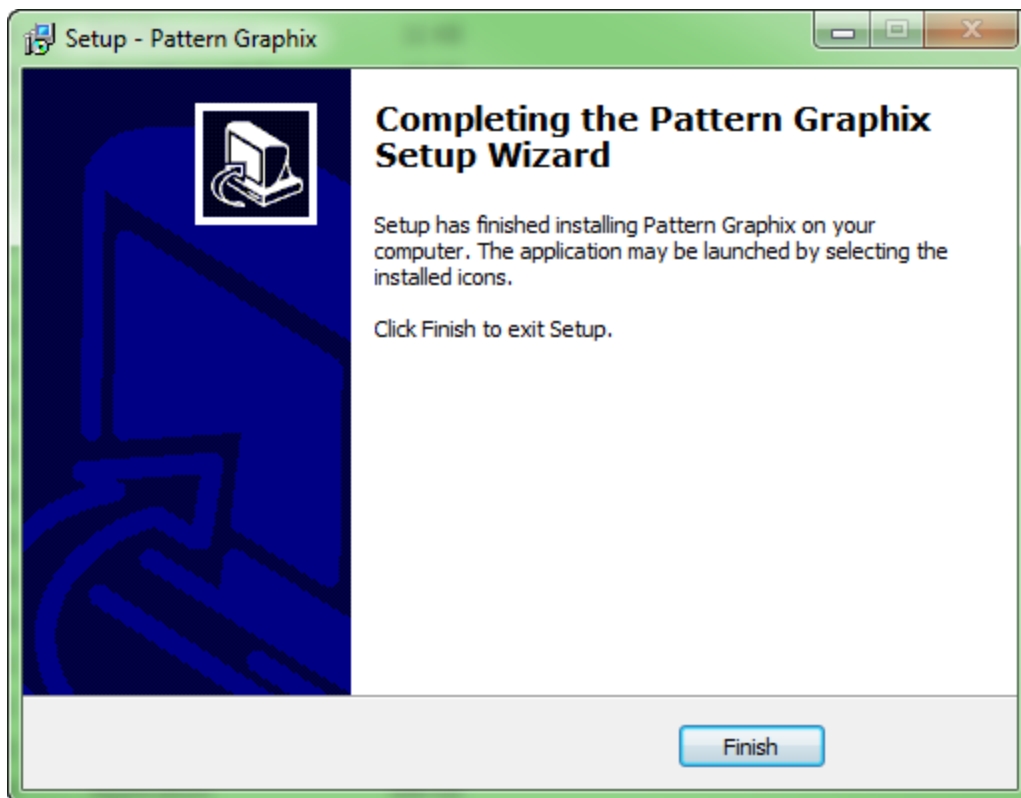 Setup - Pattern Graphix
Completing the Pattern Graphix
Setup Wizard
Setup has finished installing Pattern Graphix on your
computer. The application may be launched by selecting the
installed icons.
Click Finish to exit Setup.
Finish